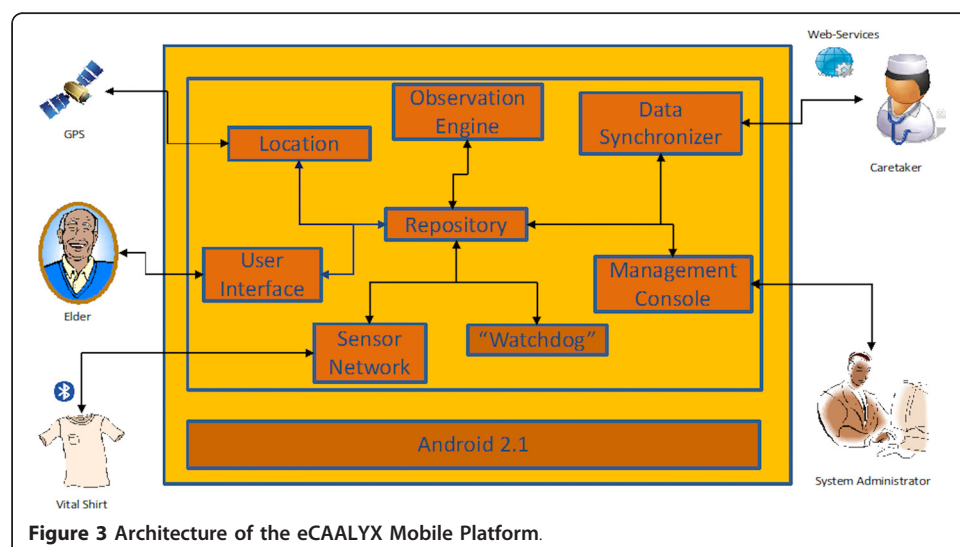 Web-Services
GPS
Caretaker
Observation
Engine
Data
Synchronizer
Location
Repository
User
Interface
Management
Console
Elder
Sensor
Network
“Watchdog”
Android 2.1
Vital Shirt
System Administrator
Figure 3 Architecture of the eCAALYX Mobile Platform.